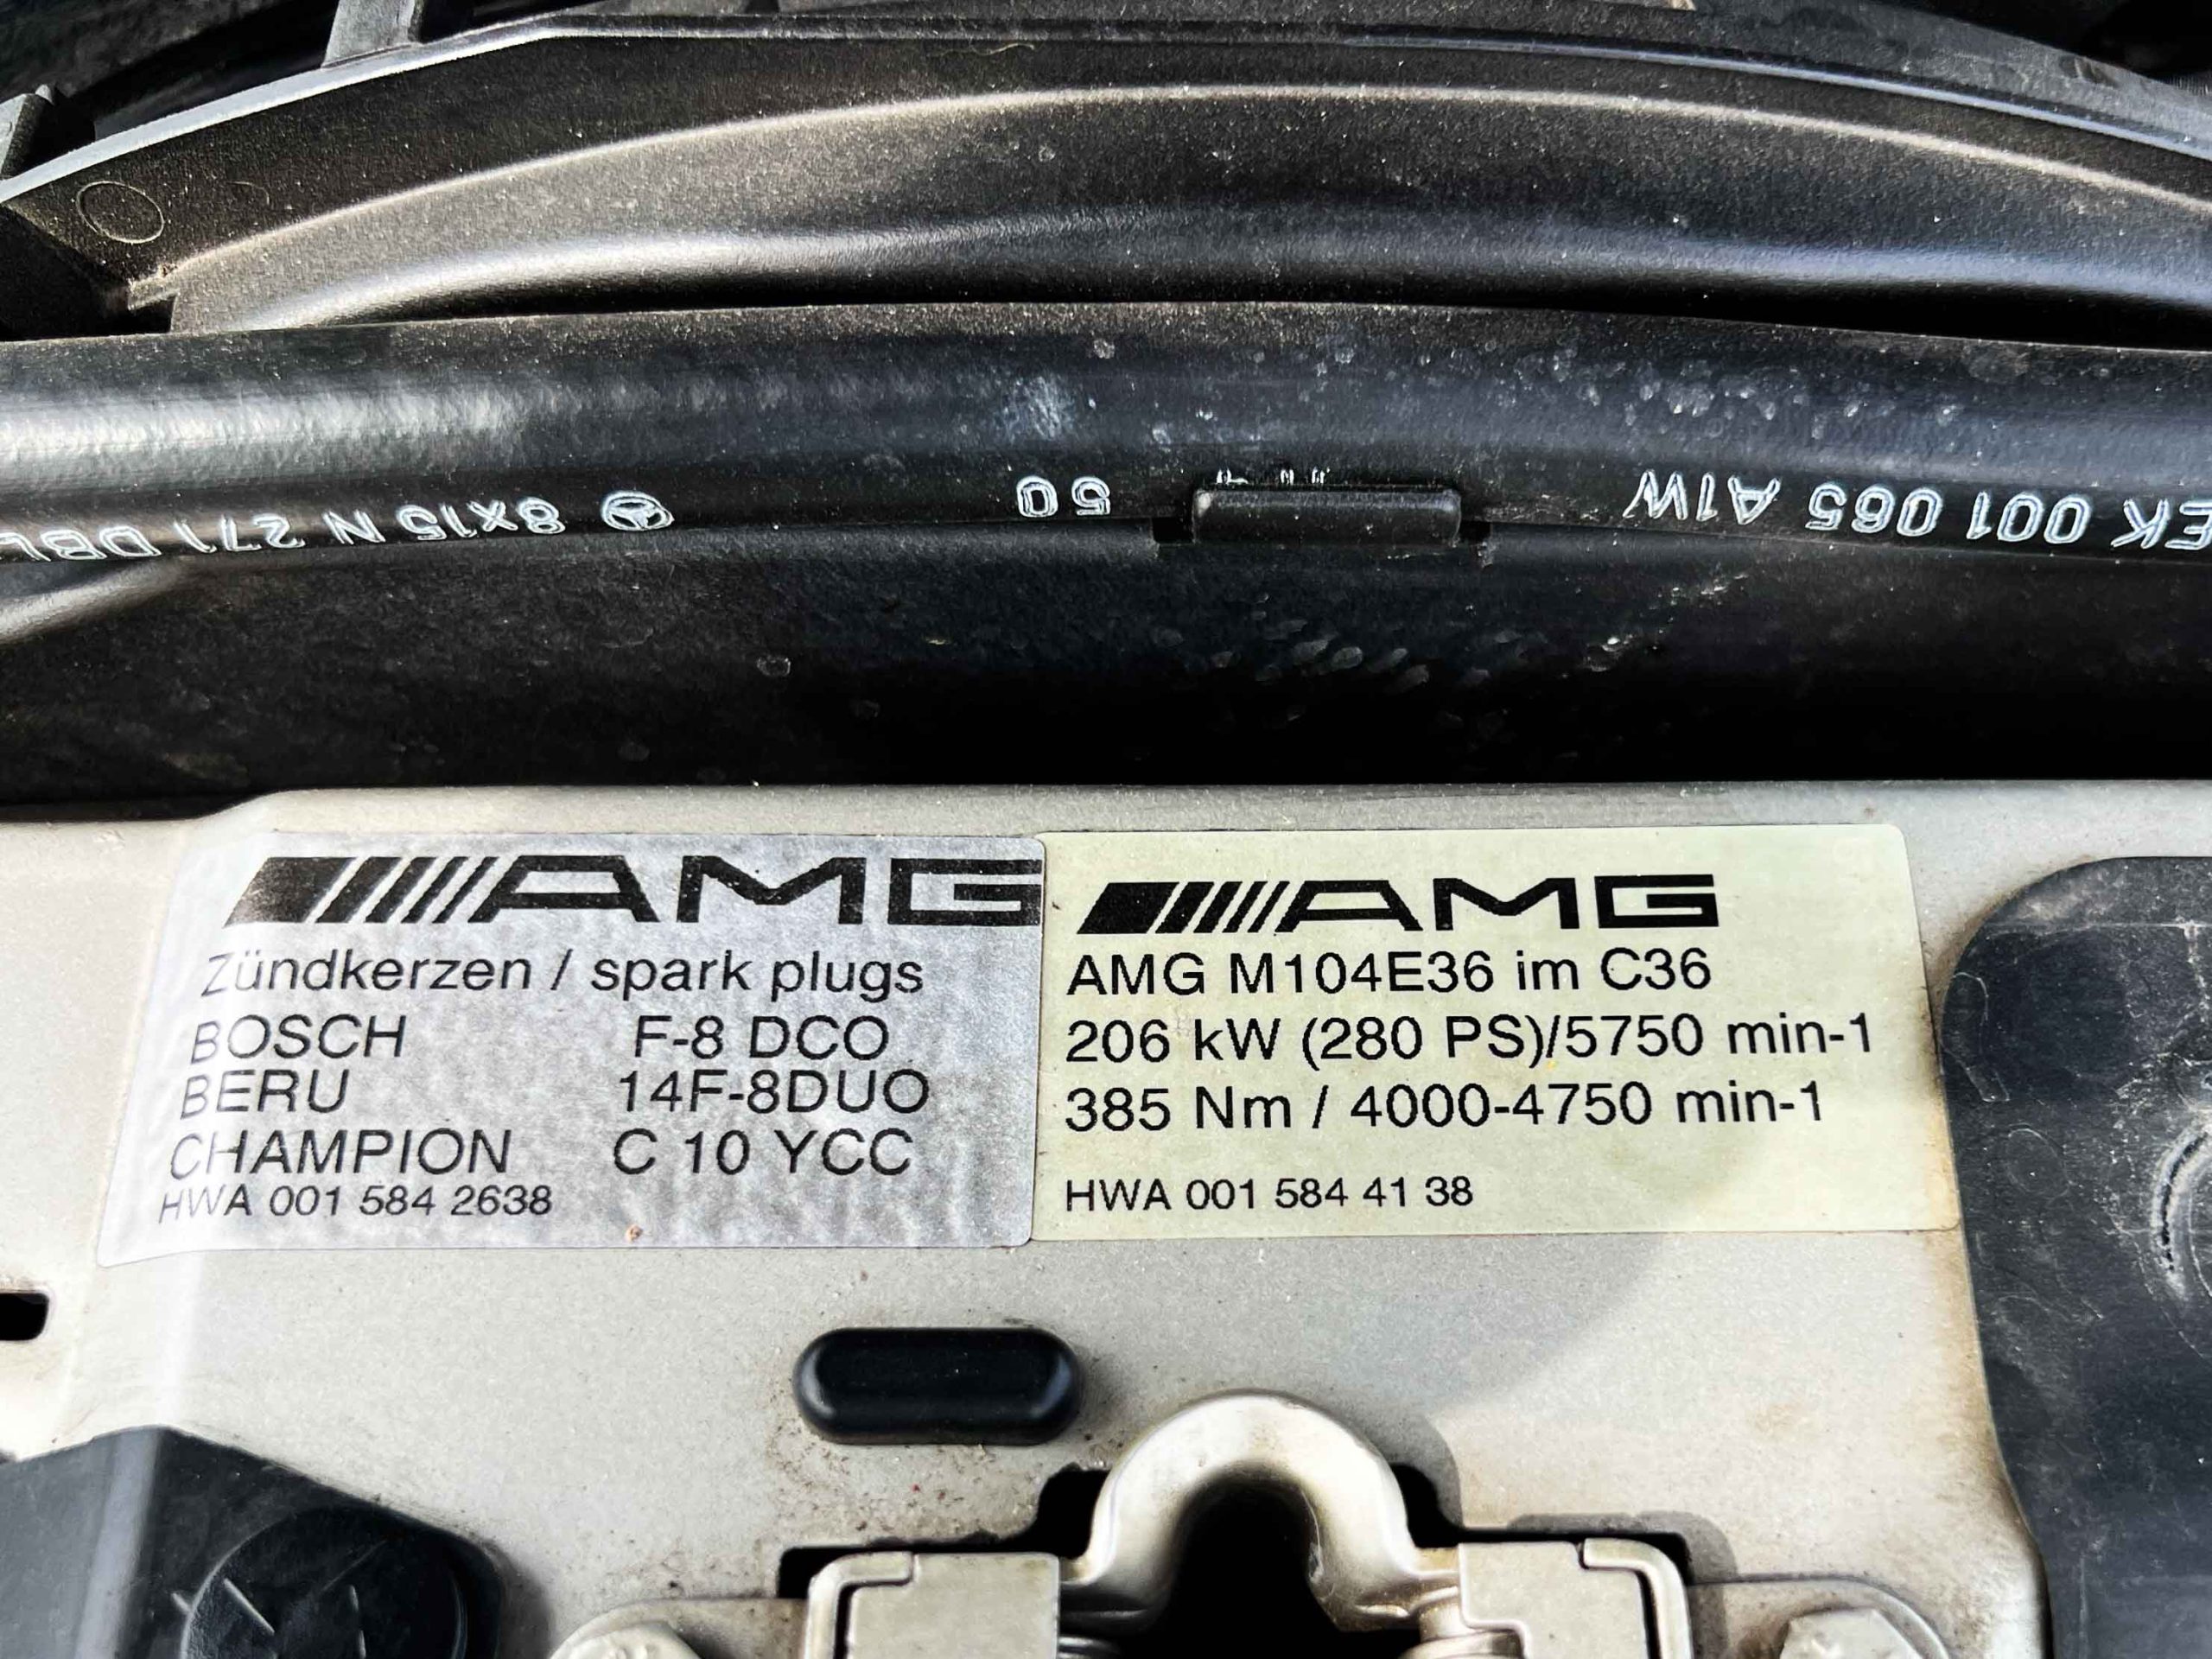 8x15 N 271 DBL
50
EK 001 065 A1W
AMG
Zündkerzen / spark plugs
BOSCH F-8 DCO
BERU 14F-8DUO
CHAMPION C 10 YCC
HWA 001 584 2638
AMG
AMG M104E36 im C36
206 kW (280 PS)/5750 min-1
385 Nm / 4000-4750 min-1
HWA 001 584 41 38